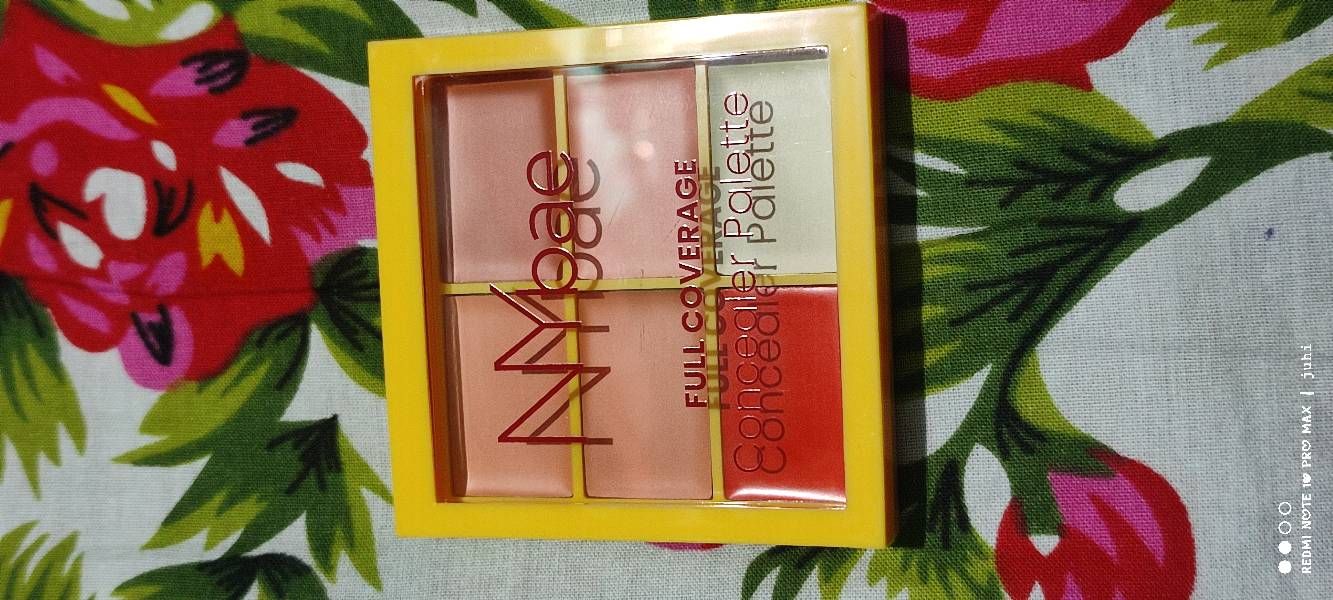 NYbae
FULL COVERAGE
Concealer Palette
REDMI NOTE 10 PRO MAX | juhi